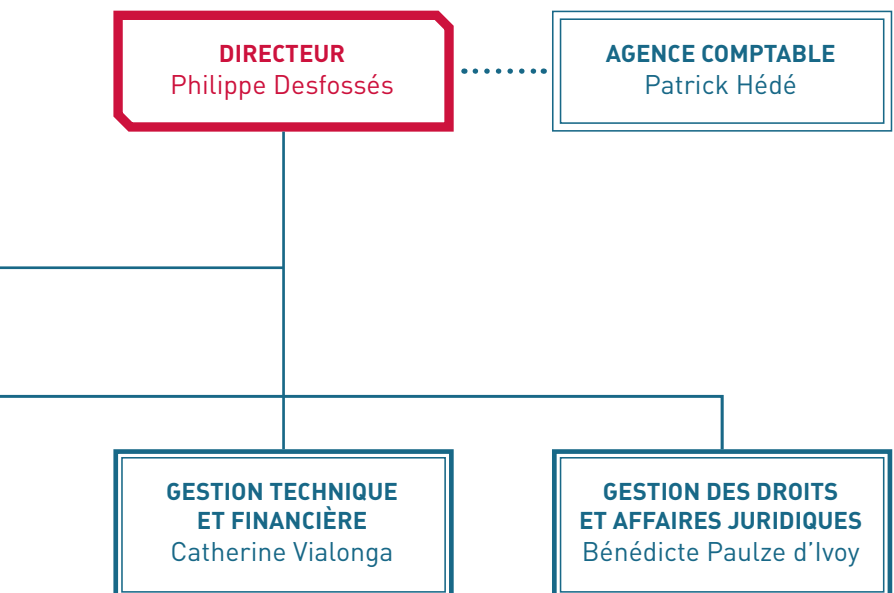 DIRECTEUR
Philippe Desfossés
AGENCE COMPTABLE
Patrick Hédé
GESTION TECHNIQUE
ET FINANCIÈRE
Catherine Vialonga
GESTION DES DROITS
ET AFFAIRES JURIDIQUES
Bénédicte Paulze d'Ivoy